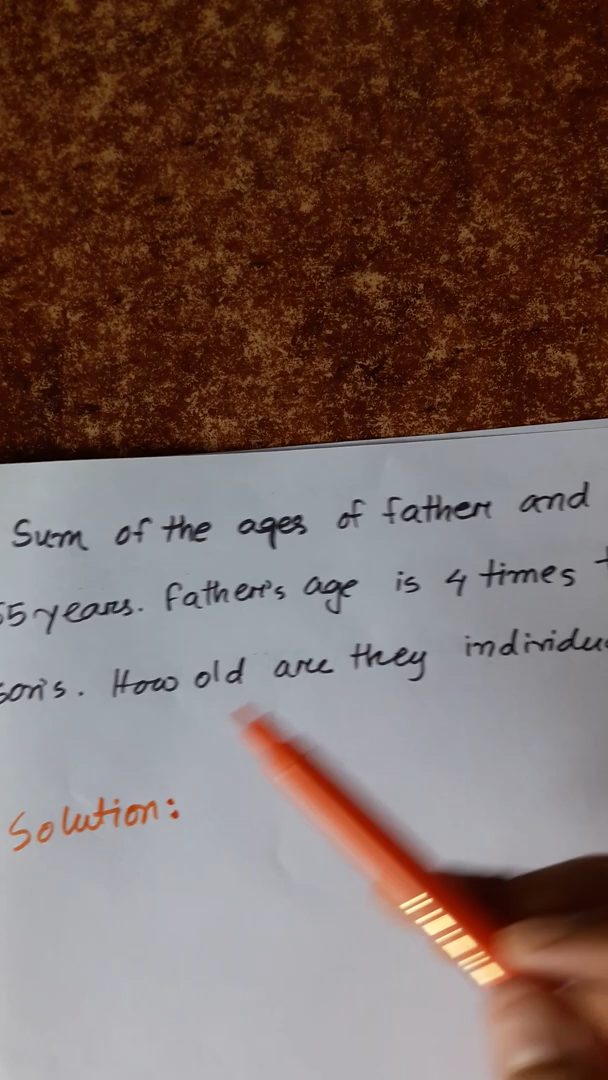 Sum of the ages of father and
55 years. Father's age is 4 times
son's. How old are they
Solution: